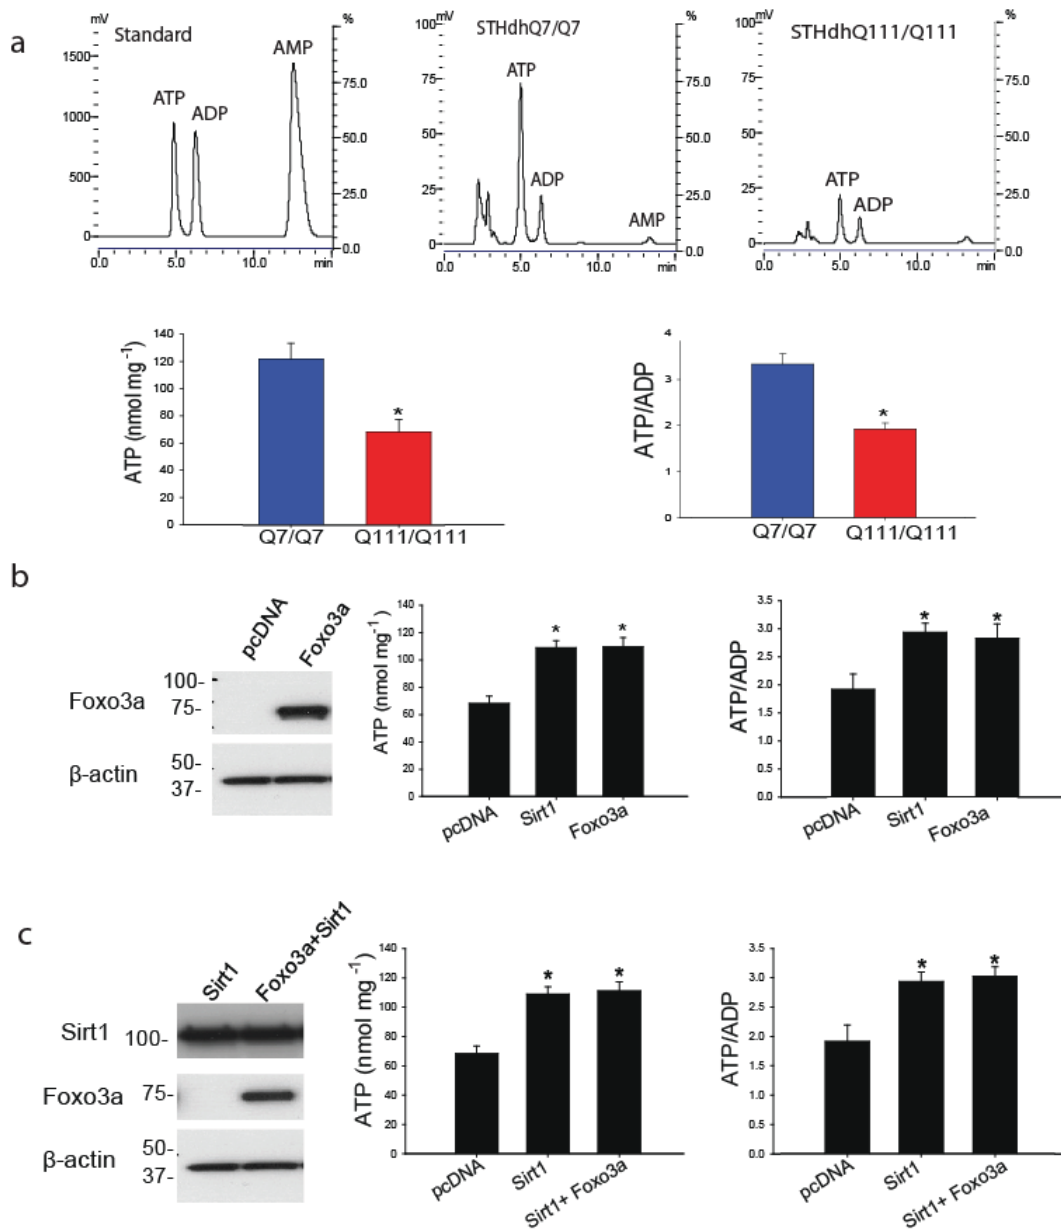 a
mV
Standard
%
1500
1000
500
0
75.0
50.0
25.0
0.0
ATP
ADP
AMP
0.0
5.0
10.0
min
mV
STHdhQ7/Q7
%
100
75
50
25
0
75.0
50.0
25.0
0.0
ATP
ADP
AMP
0.0
5.0
10.0
min
mV
STHdhQ111/Q111
%
100
75
50
25
0
75.0
50.0
25.0
0.0
ATP
ADP
0.0
5.0
10.0
min
ATP (nmol mg⁻¹)
140
120
100
80
60
40
20
0
*
Q7/Q7
Q111/Q111
ATP/ADP
4
3
2
1
0
*
Q7/Q7
Q111/Q111
b
pcDNA
Foxo3a
Foxo3a
100-
75-
β-actin
50-
37-
ATP (nmol mg⁻¹)
140
120
100
80
60
40
20
0
*
*
pcDNA
Sirt1
Foxo3a
ATP/ADP
3.5
3.0
2.5
2.0
1.5
1.0
0.5
0.0
*
*
pcDNA
Sirt1
Foxo3a
c
Sirt1
Foxo3a+Sirt1
Sirt1
100-
Foxo3a
75-
β-actin
50-
37-
ATP (nmol mg⁻¹)
140
120
100
80
60
40
20
0
*
*
pcDNA
Sirt1
Sirt1+ Foxo3a
ATP/ADP
3.5
3.0
2.5
2.0
1.5
1.0
0.5
0.0
*
*
pcDNA
Sirt1
Sirt1+ Foxo3a